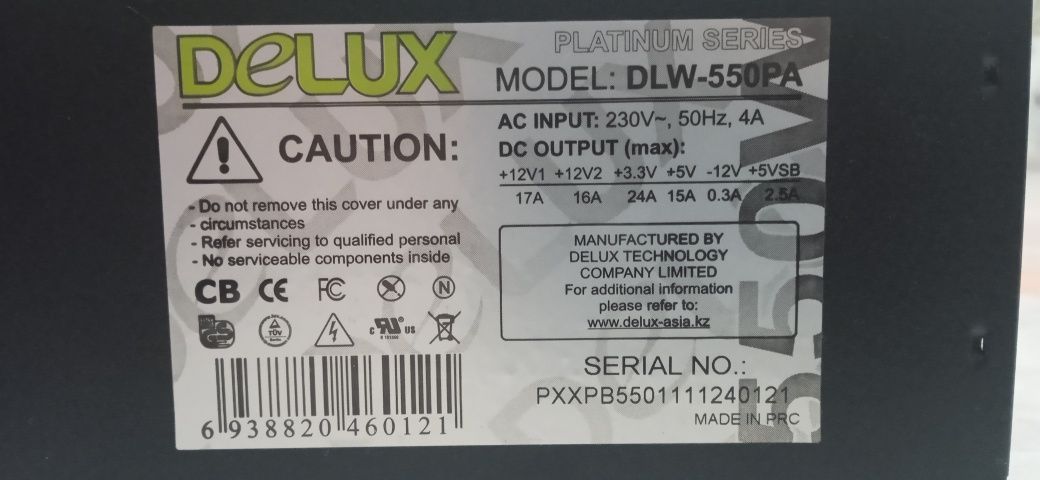 DeLUX
PLATINUM SERIES
MODEL: DLW-550PA
CAUTION:
- Do not remove this cover under any
- circumstances
- Refer servicing to qualified personal
- No serviceable components inside
CB CE FC N
TÜV
c RU us
6 938820 460121
AC INPUT: 230V~, 50Hz, 4A
DC OUTPUT (max):
+12V1 +12V2 +3.3V +5V -12V +5VSB
17A 16A 24A 15A 0.3A 2.5A
MANUFACTURED BY
DELUX TECHNOLOGY
COMPANY LIMITED
For additional information
please refer to:
www.delux-asia.kz
SERIAL NO.:
PXXPB5501111240121
MADE IN PRC
550W